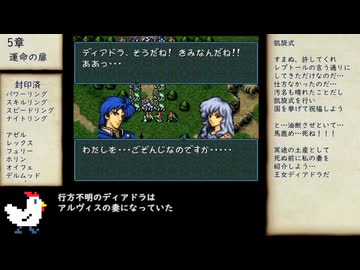 5章
運命の扉
封印済
パワーリング
スキルリング
スピードリング
ナイトリング
アゼル
レックス
フュリー
ホリン
オイフェ
デルムッド
ディアドラ、そうだね! きみなんだね!!
ああっ・・・
わたしを・・・ごぞんじなのですか・・・・・
凱旋式
すまぬ、許してくれ
レプトールの言う通りに
してきただけなのだ…
仕方なかったのだ…
汚名も晴れたことだし
凱旋式を行い
国を挙げて祝福しよう
と…油断させといて…
馬鹿め…死ね!!!
冥途の土産として
死ぬ前に私の妻を
紹介しよう…
王女ディアドラだ
行方不明のディアドラは
アルヴィスの妻になっていた